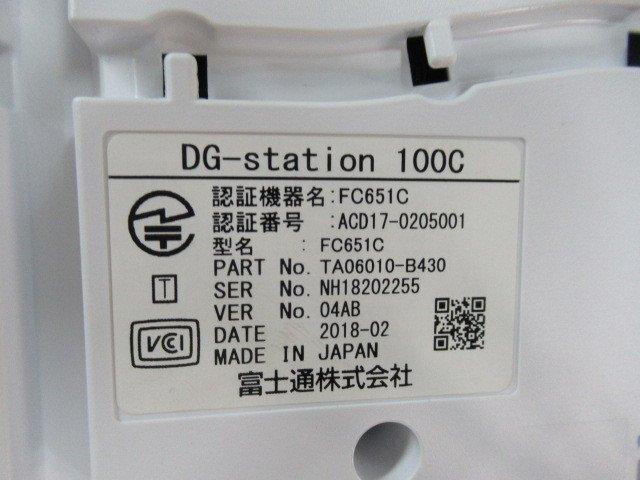 DG-station 100C
認証機器名:FC651C
認証番号 :ACD17-0205001
型名 : FC651C
PART No. TA06010-B430
SER No. NH18202255
VER No. 04AB
DATE 2018-02
MADE IN JAPAN
富士通株式会社
T
VCCI